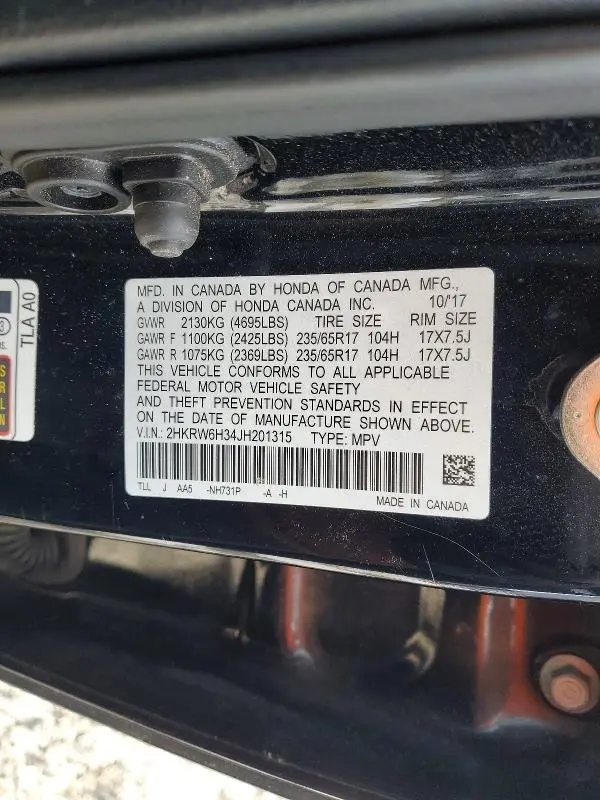 MFD. IN CANADA BY HONDA OF CANADA MFG.,
A DIVISION OF HONDA CANADA INC. 10/'17
GVWR 2130KG (4695LBS) TIRE SIZE RIM SIZE
GAWR F 1100KG (2425LBS) 235/65R17 104H 17X7.5J
GAWR R 1075KG (2369LBS) 235/65R17 104H 17X7.5J
THIS VEHICLE CONFORMS TO ALL APPLICABLE
FEDERAL MOTOR VEHICLE SAFETY
AND THEFT PREVENTION STANDARDS IN EFFECT
ON THE DATE OF MANUFACTURE SHOWN ABOVE.
V.I.N.: 2HKRW6H34JH201315 TYPE: MPV
TLL J AA5 -NH731P -A -H
MADE IN CANADA
TLA A0